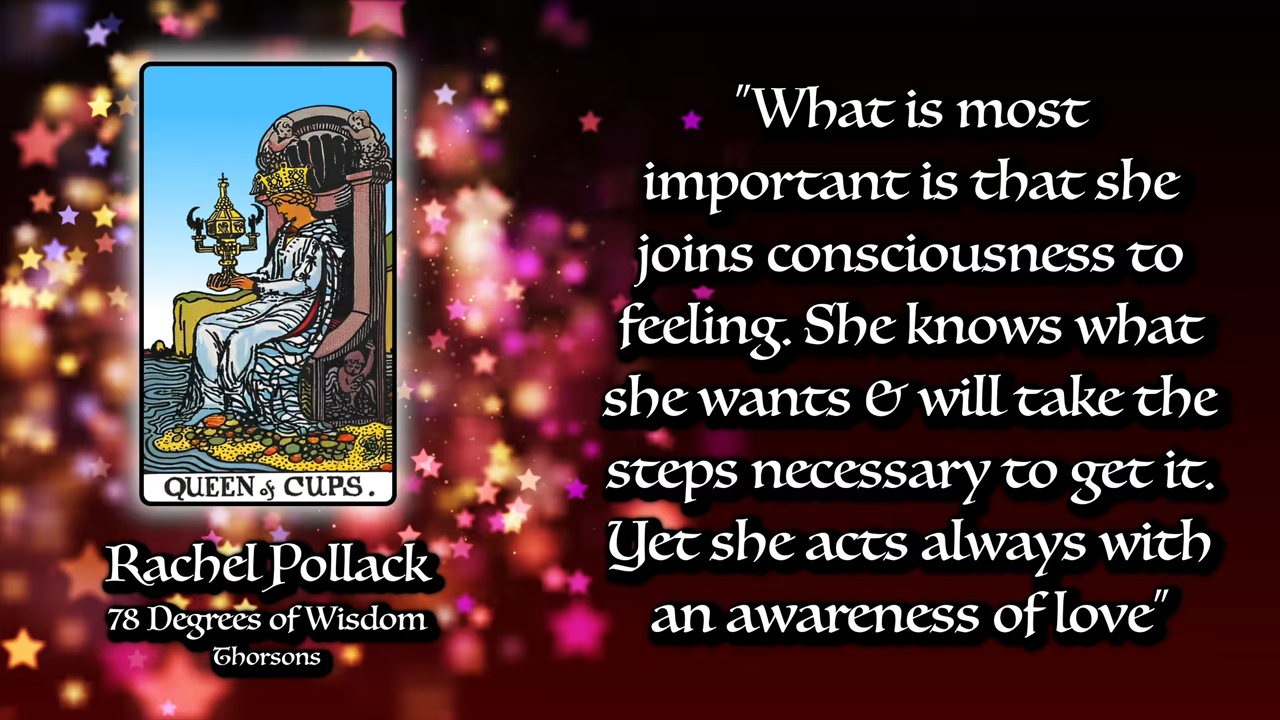 QUEEN of CUPS.
Rachel Pollack
78 Degrees of Wisdom
Thorsons
"What is most
important is that she
joins consciousness to
feeling. She knows what
she wants & will take the
steps necessary to get it.
Yet she acts always with
an awareness of love"